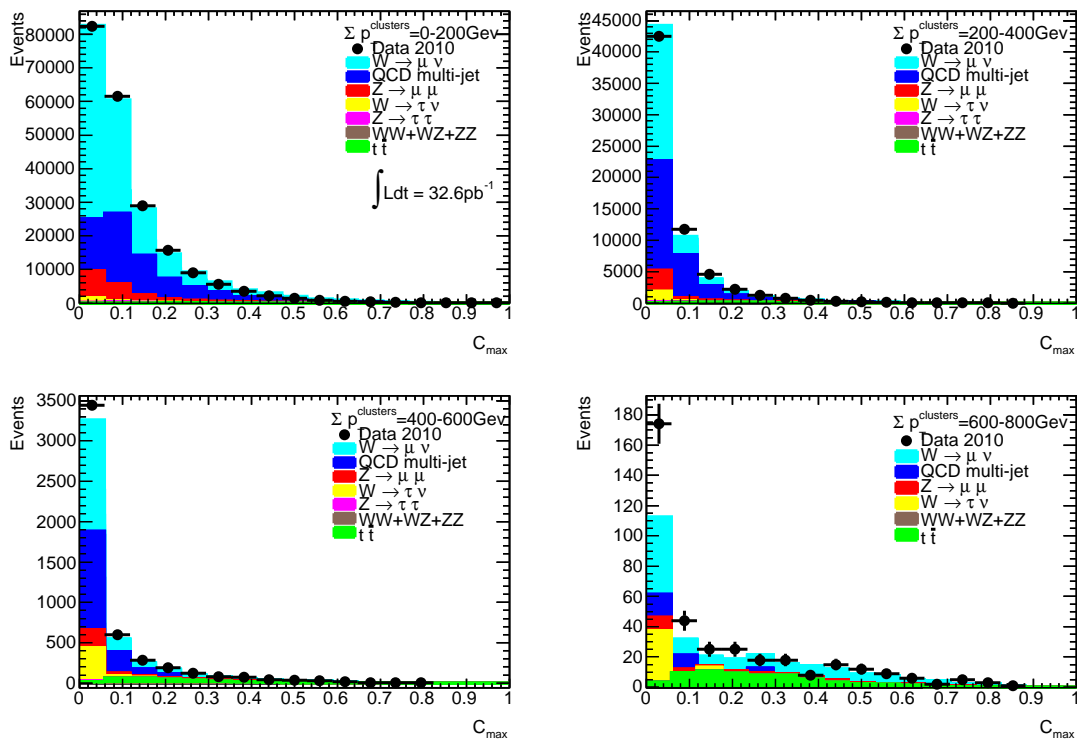 Σ p^clusters=0-200Gev
Data 2010
W → μ ν
QCD multi-jet
Z → μ μ
W → τ ν
Z → τ τ
WW+WZ+ZZ
t t̄
∫ Ldt = 32.6pb⁻¹
Events
80000
70000
60000
50000
40000
30000
20000
10000
0
0 0.1 0.2 0.3 0.4 0.5 0.6 0.7 0.8 0.9 1
C_max
Σ p^clusters=200-400Gev
Data 2010
W → μ ν
QCD multi-jet
Z → μ μ
W → τ ν
Z → τ τ
WW+WZ+ZZ
t t̄
Events
45000
40000
35000
30000
25000
20000
15000
10000
5000
0
0 0.1 0.2 0.3 0.4 0.5 0.6 0.7 0.8 0.9 1
C_max
Σ p^clusters=400-600Gev
Data 2010
W → μ ν
QCD multi-jet
Z → μ μ
W → τ ν
Z → τ τ
WW+WZ+ZZ
t t̄
Events
3500
3000
2500
2000
1500
1000
500
0
0 0.1 0.2 0.3 0.4 0.5 0.6 0.7 0.8 0.9 1
C_max
Σ p^clusters=600-800Gev
Data 2010
W → μ ν
QCD multi-jet
Z → μ μ
W → τ ν
WW+WZ+ZZ
t t̄
Events
180
160
140
120
100
80
60
40
20
0
0 0.1 0.2 0.3 0.4 0.5 0.6 0.7 0.8 0.9 1
C_max